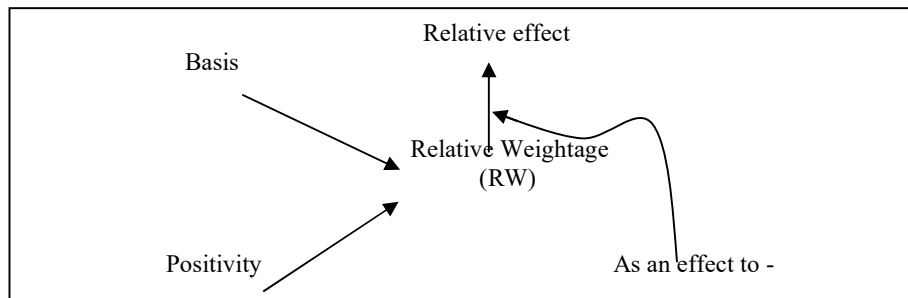 Relative effect
Basis
Relative Weightage
(RW)
Positivity
As an effect to -